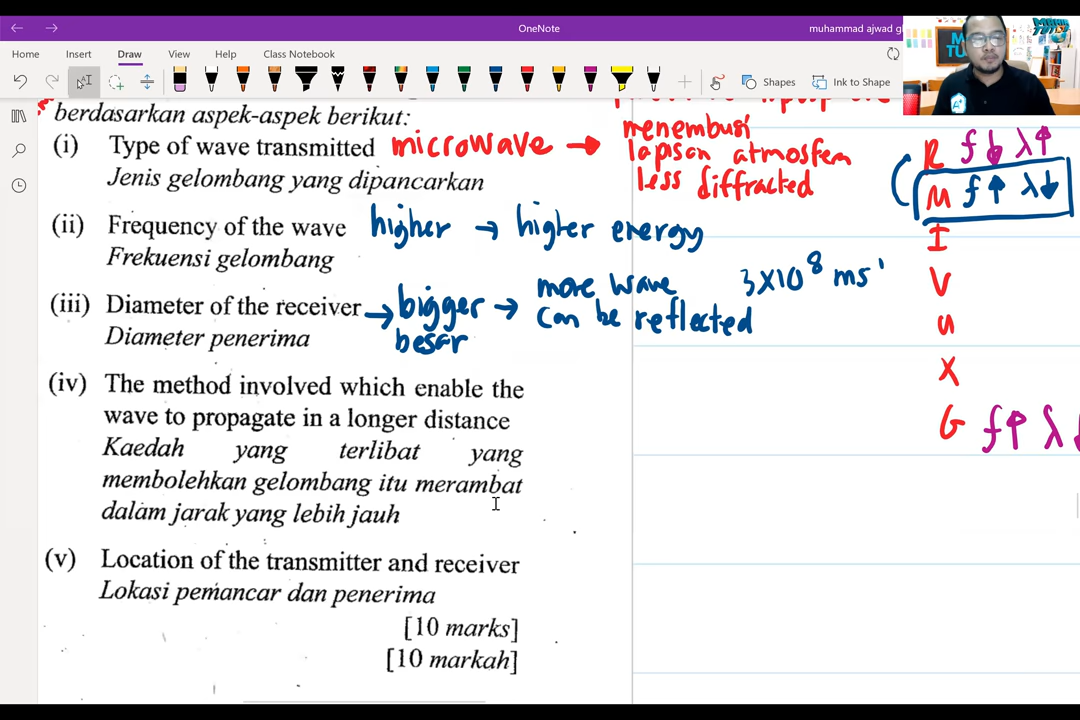 OneNote
muhammad ajwad
Home Insert Draw View Help Class Notebook
Shapes Ink to Shape
berdasarkan aspek-aspek berikut:
(i) Type of wave transmitted microwave →
Jenis gelombang yang dipancarkan
menembusi
lapisan atmosfera
less diffracted
(ii) Frequency of the wave higher → higher energy
Frekuensi gelombang
(iii) Diameter of the receiver → bigger → more wave
can be reflected
Diameter penerima besar
3×10⁸ ms⁻¹
(iv) The method involved which enable the
wave to propagate in a longer distance
Kaedah yang terlibat yang
membolehkan gelombang itu merambat
dalam jarak yang lebih jauh
(v) Location of the transmitter and receiver
Lokasi pemancar dan penerima
[10 marks]
[10 markah]
R f↓ λ↑
M f↑ λ↓
I
V
u
X
G f↑ λ